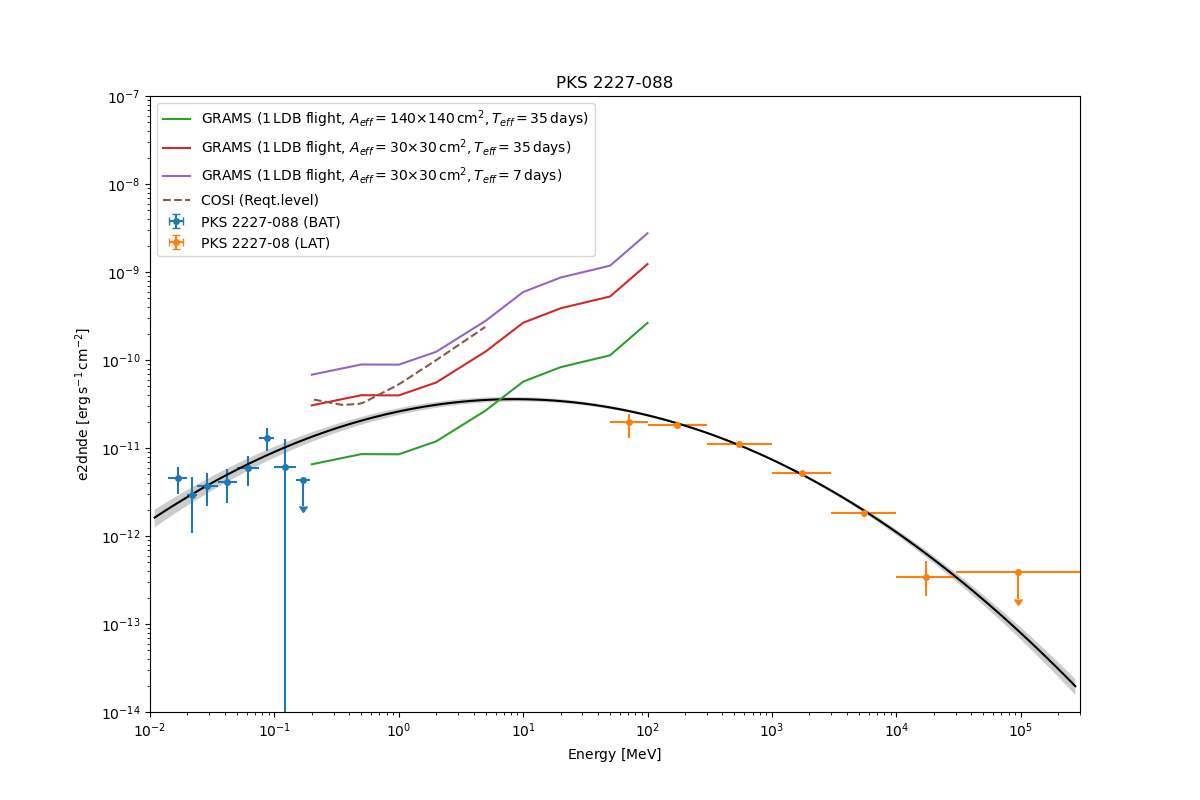 PKS 2227-088
GRAMS (1 LDB flight, A_eff = 140×140 cm², T_eff = 35 days)
GRAMS (1 LDB flight, A_eff = 30×30 cm², T_eff = 35 days)
GRAMS (1 LDB flight, A_eff = 30×30 cm², T_eff = 7 days)
COSI (Reqt.level)
PKS 2227-088 (BAT)
PKS 2227-08 (LAT)
e2dnde [erg s⁻¹ cm⁻²]
10⁻⁷
10⁻⁸
10⁻⁹
10⁻¹⁰
10⁻¹¹
10⁻¹²
10⁻¹³
10⁻¹⁴
10⁻² 10⁻¹ 10⁰ 10¹ 10² 10³ 10⁴ 10⁵
Energy [MeV]